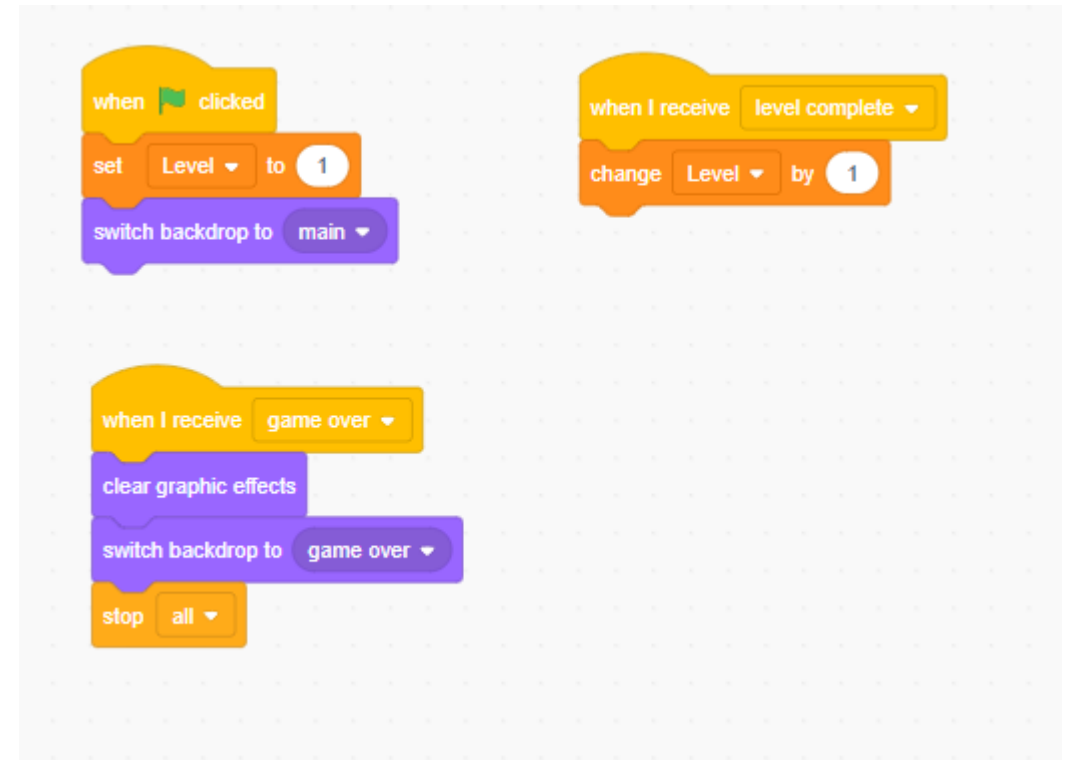 when clicked
set Level to 1
switch backdrop to main
when I receive level complete
change Level by 1
when I receive game over
clear graphic effects
switch backdrop to game over
stop all